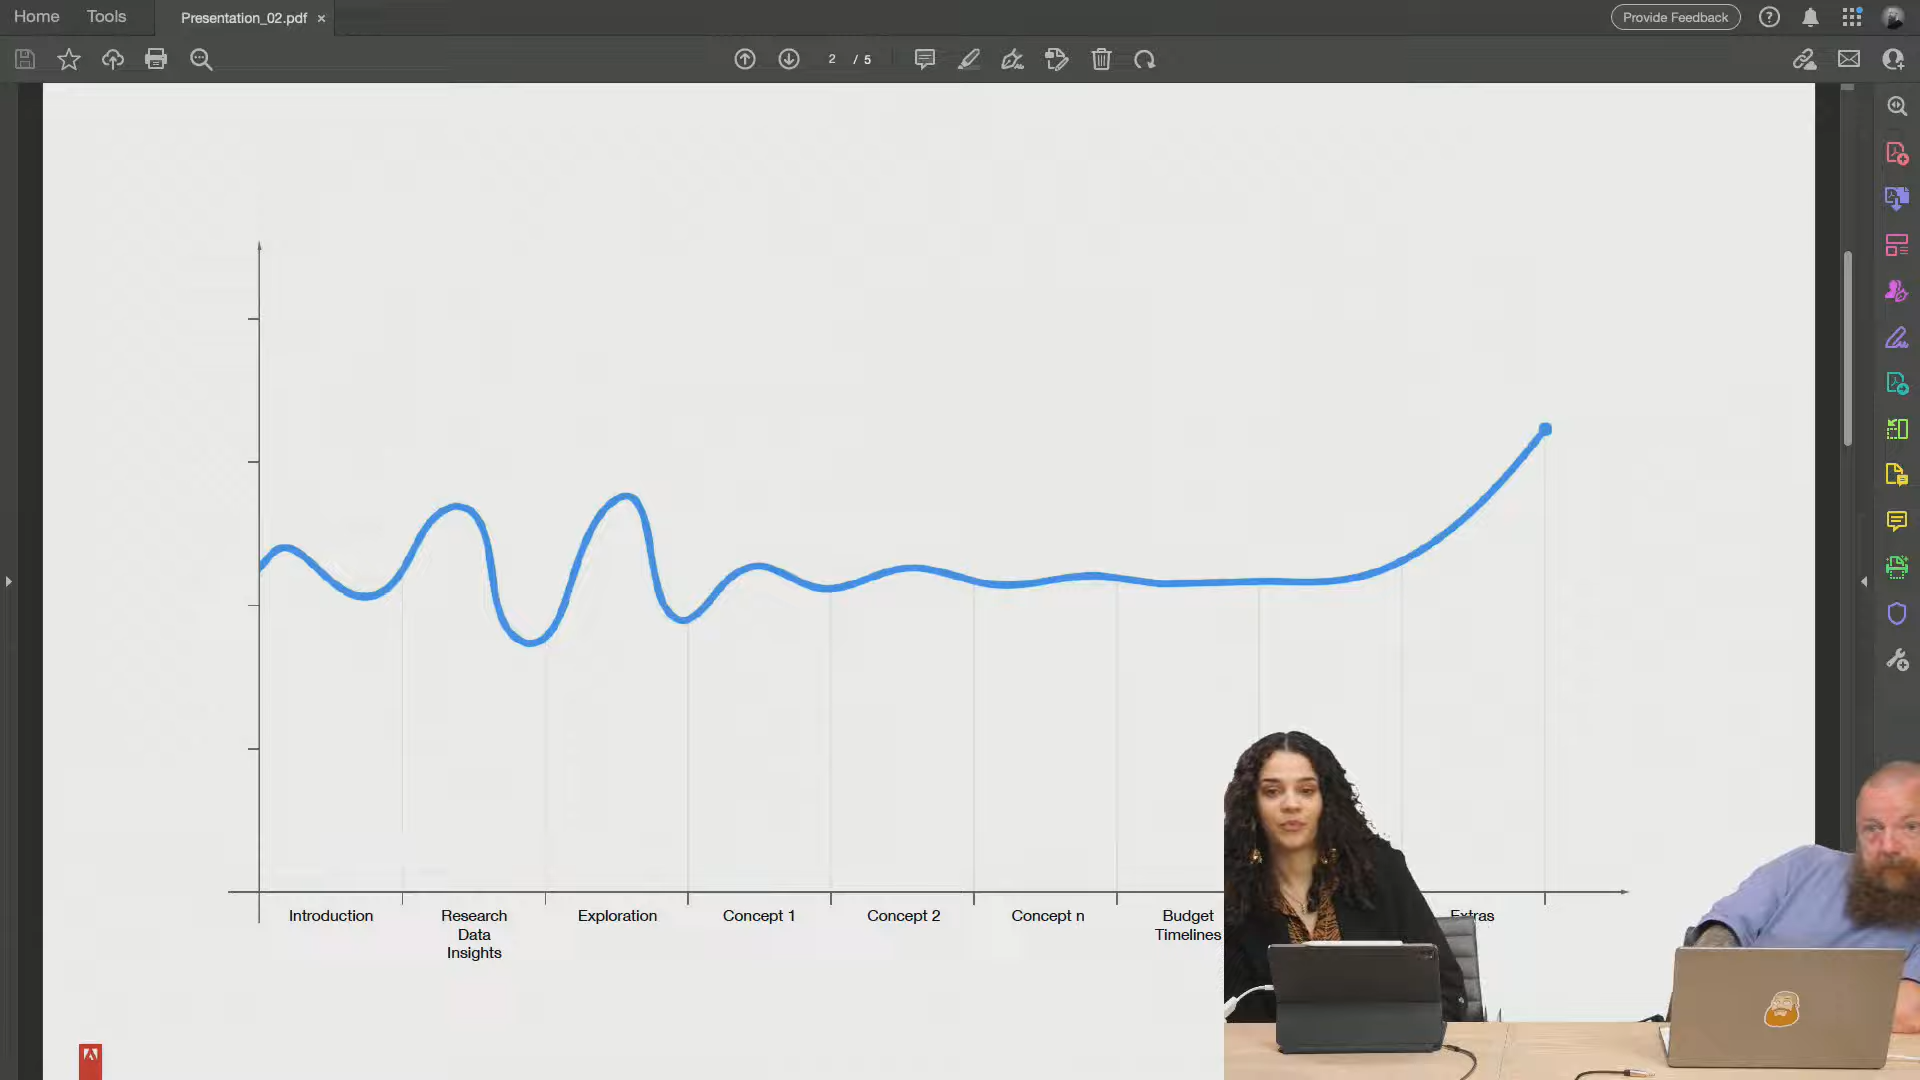 Home
Tools
Presentation_02.pdf
Provide Feedback
2 / 5
Introduction
Research
Data
Insights
Exploration
Concept 1
Concept 2
Concept n
Budget
Timelines
Extras